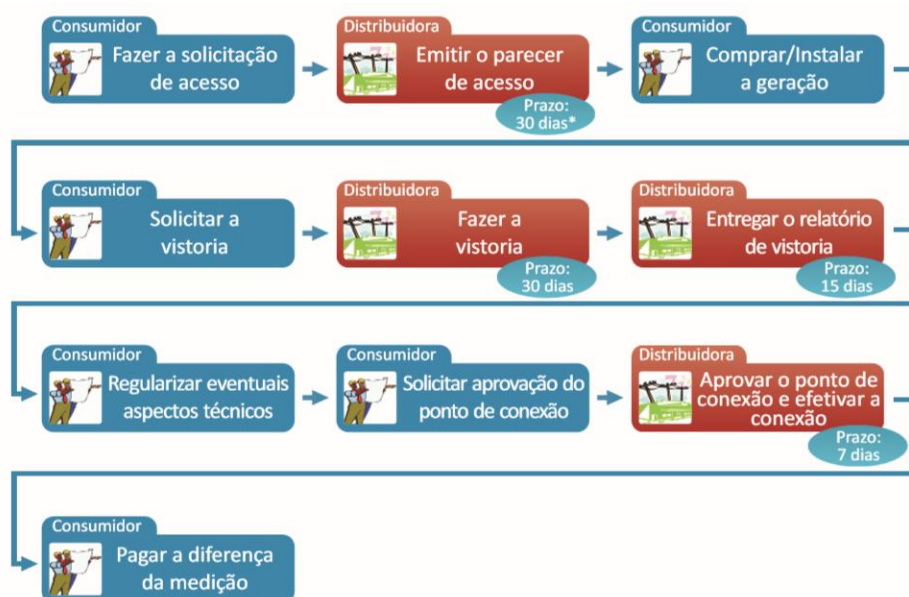 Consumidor
Fazer a solicitação
de acesso
Distribuidora
Emitir o parecer
de acesso
Prazo:
30 dias*
Consumidor
Comprar/Instalar
a geração
Consumidor
Solicitar a
vistoria
Distribuidora
Fazer a
vistoria
Prazo:
30 dias
Distribuidora
Entregar o relatório
de vistoria
Prazo:
15 dias
Consumidor
Regularizar eventuais
aspectos técnicos
Consumidor
Solicitar aprovação do
ponto de conexão
Distribuidora
Aprovar o ponto de
conexão e efetivar a
conexão
Prazo:
7 dias
Consumidor
Pagar a diferença
da medição